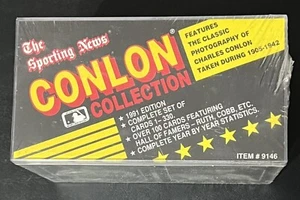 The
Sporting News®
CONLON
COLLECTION
FEATURES
THE CLASSIC
PHOTOGRAPHY OF
CHARLES CONLON
TAKEN DURING 1905-1942
★ 1991 EDITION
★ COMPLETE SET OF
CARDS 1-330.
★ OVER 100 CARDS FEATURING
HALL OF FAMERS - RUTH, COBB, ETC.
★ COMPLETE YEAR BY YEAR STATISTICS.
ITEM # 9146